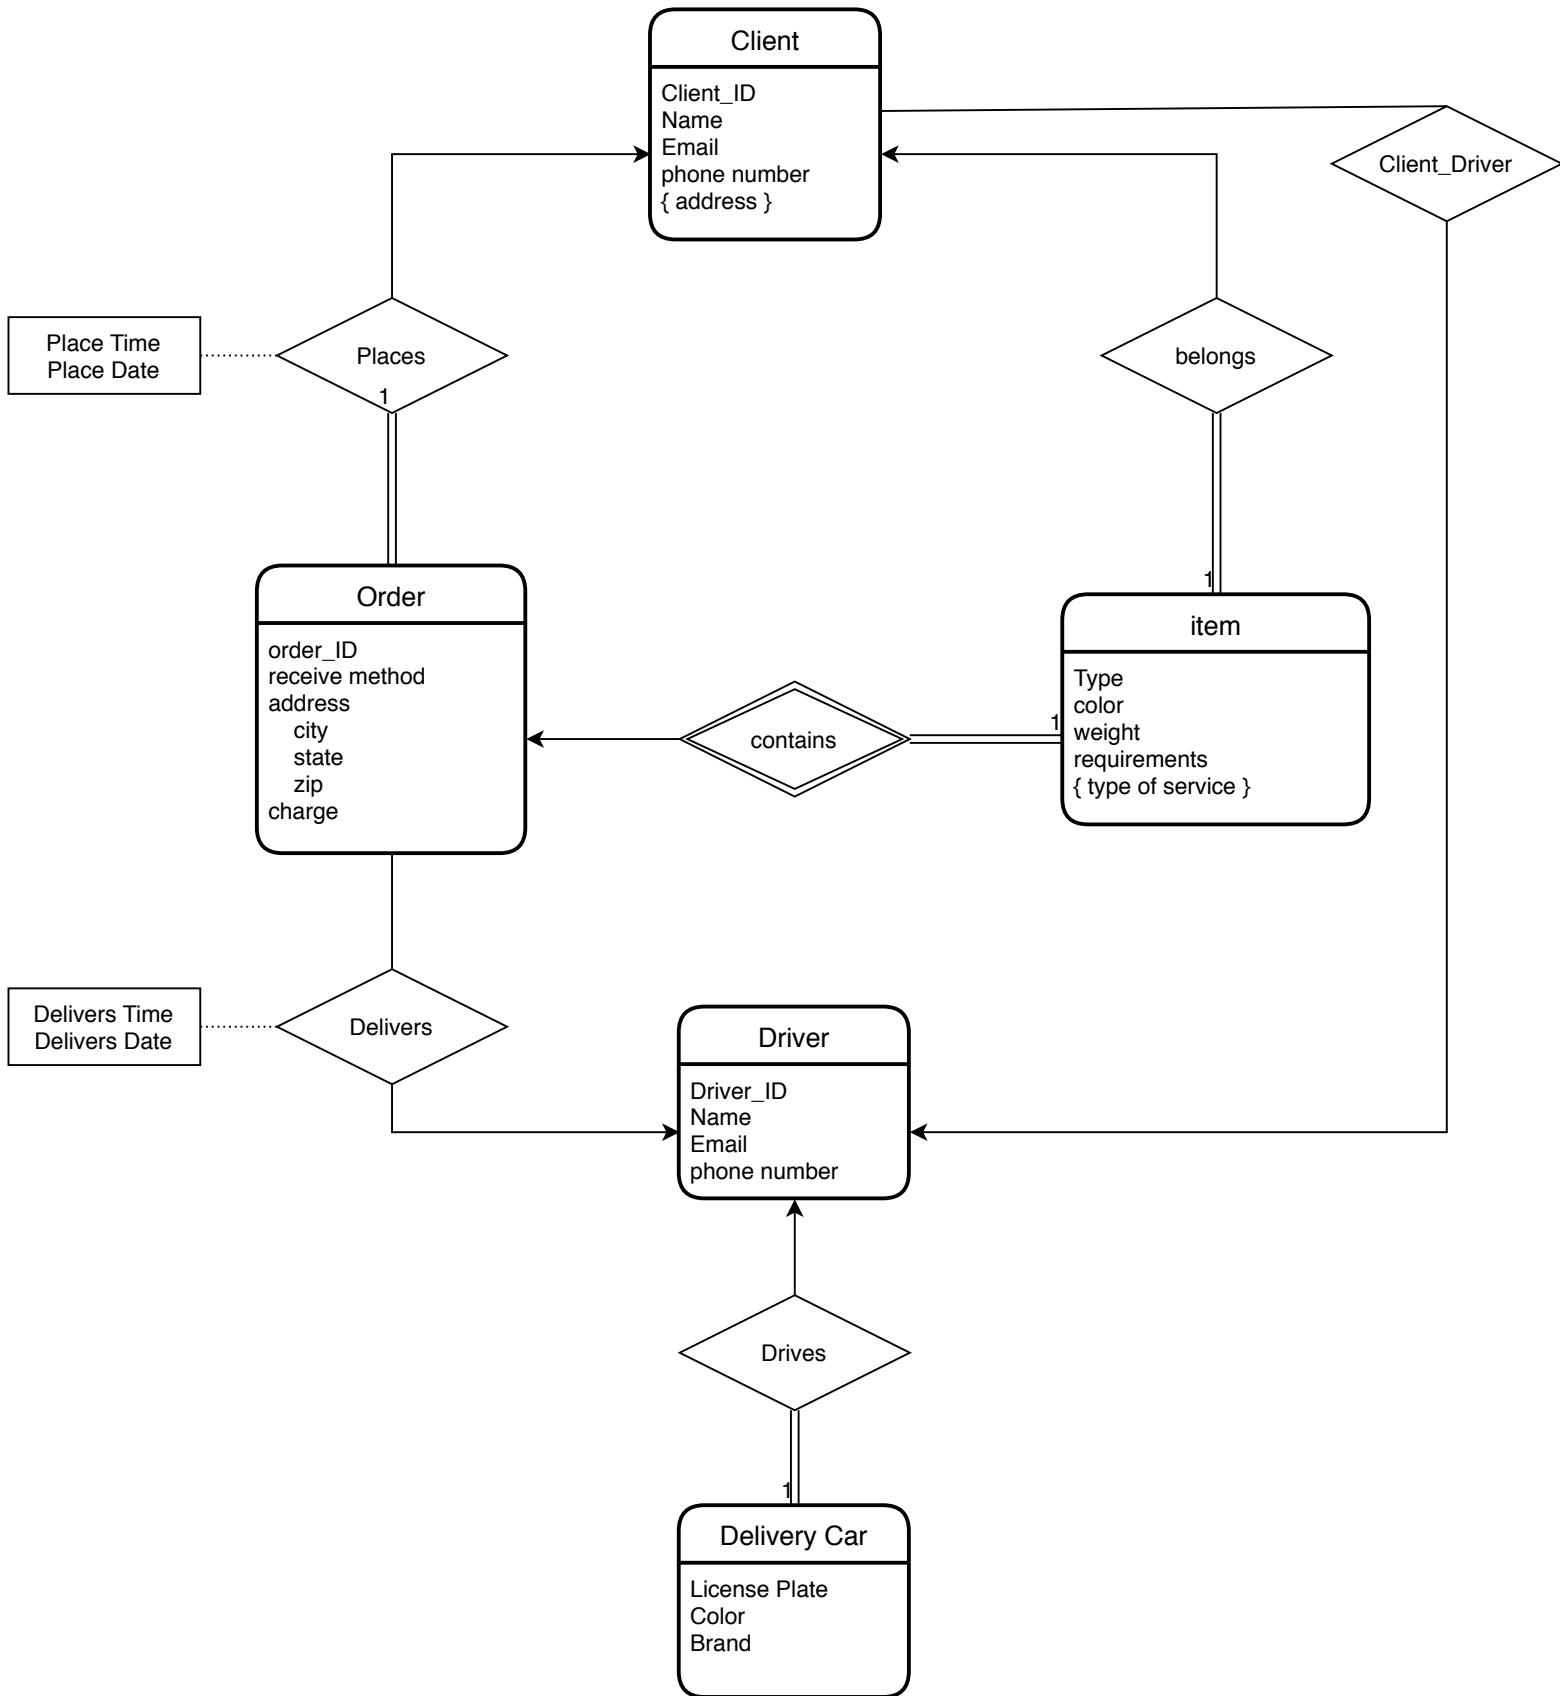 Client
Client_ID
Name
Email
phone number
{ address }
Client_Driver
Place Time
Place Date
Places
1
belongs
1
Order
order_ID
receive method
address
city
state
zip
charge
contains
1
item
Type
color
weight
requirements
{ type of service }
Delivers Time
Delivers Date
Delivers
Driver
Driver_ID
Name
Email
phone number
Drives
1
Delivery Car
License Plate
Color
Brand